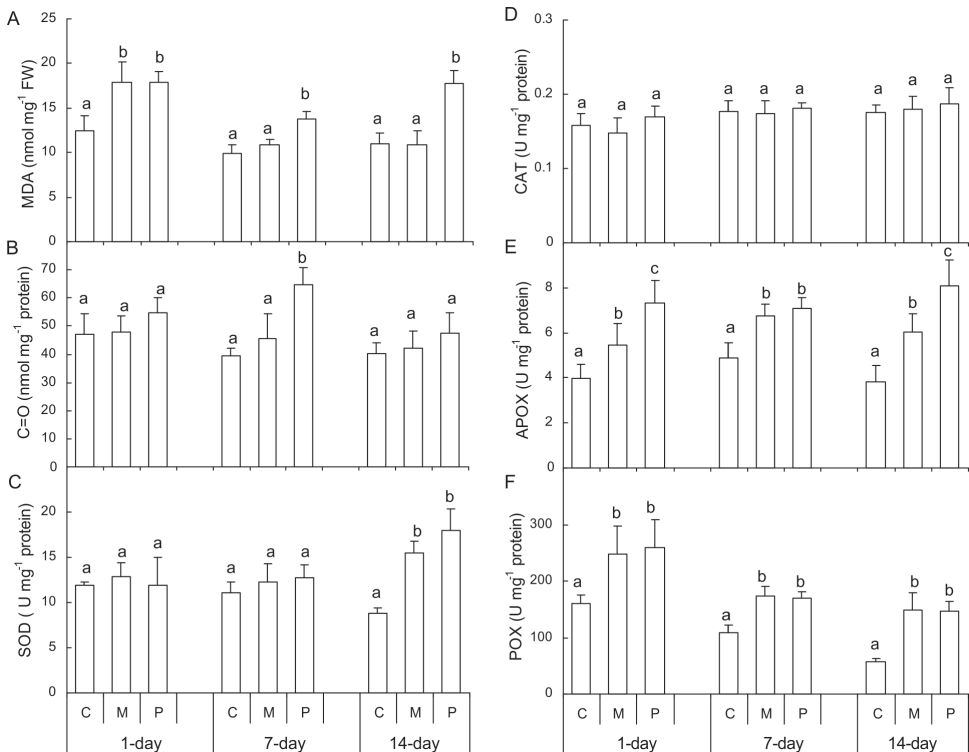 A
MDA (nmol mg⁻¹ FW)
25
20
15
10
5
0
a b b
a a b
a a b
B
C=O (nmol mg⁻¹ protein)
70
60
50
40
30
20
10
0
a a a
a a b
a a a
C
SOD ( U mg⁻¹ protein)
20
15
10
5
0
a a a
a a a
a b b
C M P C M P C M P
1-day 7-day 14-day
D
CAT (U mg⁻¹ protein)
0.3
0.2
0.1
0.0
a a a
a a a
a a a
E
APOX (U mg⁻¹ protein)
8
6
4
2
0
a b c
a b b
a b c
F
POX (U mg⁻¹ protein)
300
200
100
0
a b b
a b b
a b b
C M P C M P C M P
1-day 7-day 14-day